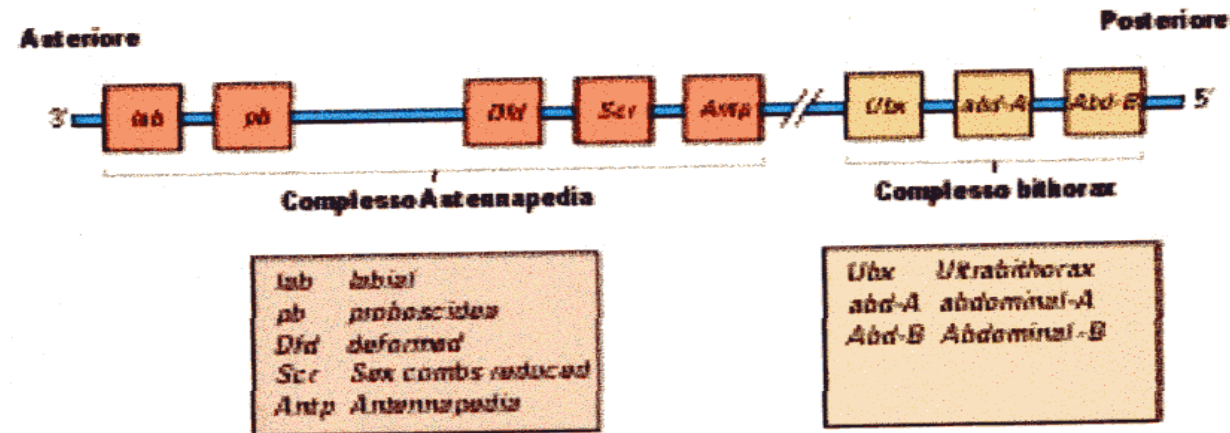 Anteriore
Posteriore
3′ lab pb Dfd Scr Antp Ubx abd-A Abd-B 5′
Complesso Antennapedia
Complesso bithorax
lab labial
pb proboscidea
Dfd deformed
Scr Sex combs reduced
Antp Antennapedia
Ubx Ultrabithorax
abd-A abdominal-A
Abd-B Abdominal-B